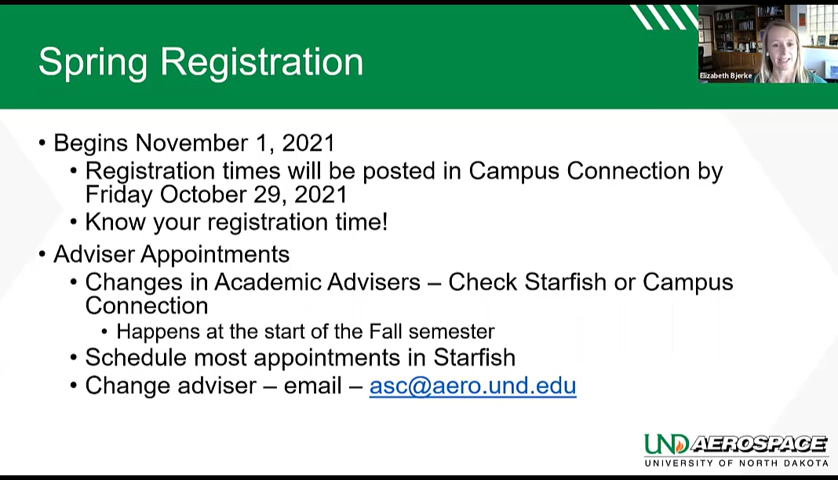 Spring Registration
Elizabeth Bjerke
• Begins November 1, 2021
• Registration times will be posted in Campus Connection by
Friday October 29, 2021
• Know your registration time!
• Adviser Appointments
• Changes in Academic Advisers – Check Starfish or Campus
Connection
• Happens at the start of the Fall semester
• Schedule most appointments in Starfish
• Change adviser – email – asc@aero.und.edu
UND AEROSPACE
UNIVERSITY OF NORTH DAKOTA